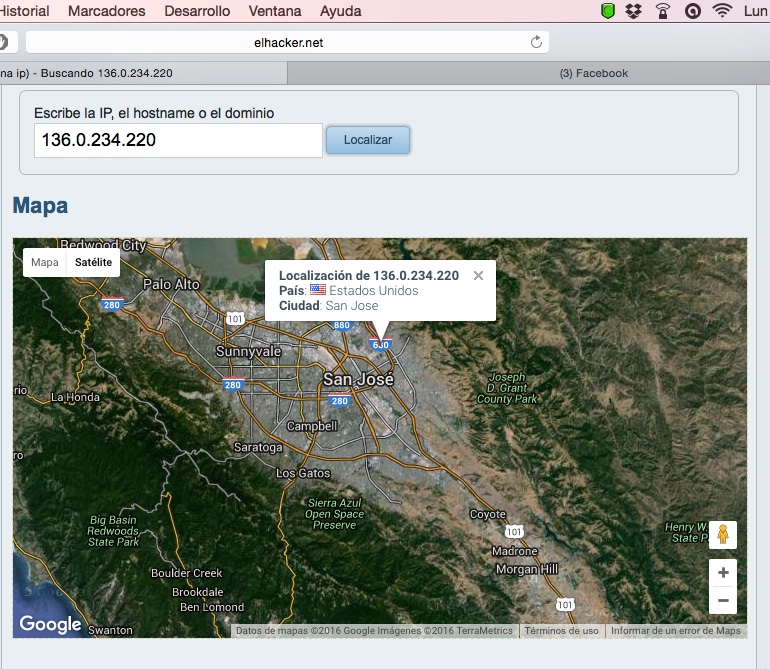 Historial Marcadores Desarrollo Ventana Ayuda Lun
elhacker.net
na ip) - Buscando 136.0.234.220 (3) Facebook
Escribe la IP, el hostname o el dominio
136.0.234.220 Localizar
Mapa
Redwood City
Mapa Satélite
Localización de 136.0.234.220
País: Estados Unidos
Ciudad: San Jose
Palo Alto
280
101
880
680
Sunnyvale
San Jose
280
280
Joseph
D. Grant
County Park
rio
La Honda
Campbell
ro
Saratoga
Los Gatos
Sierra Azul
Open Space
Preserve
Big Basin
Redwoods
State Park
Coyote
101
Henry W.
State P
Madrone
Morgan Hill
Boulder Creek
Brookdale
Ben Lomond
101
+
−
Google
Swanton
Datos de mapas ©2016 Google Imágenes ©2016 TerraMetrics Términos de uso Informar de un error de Maps